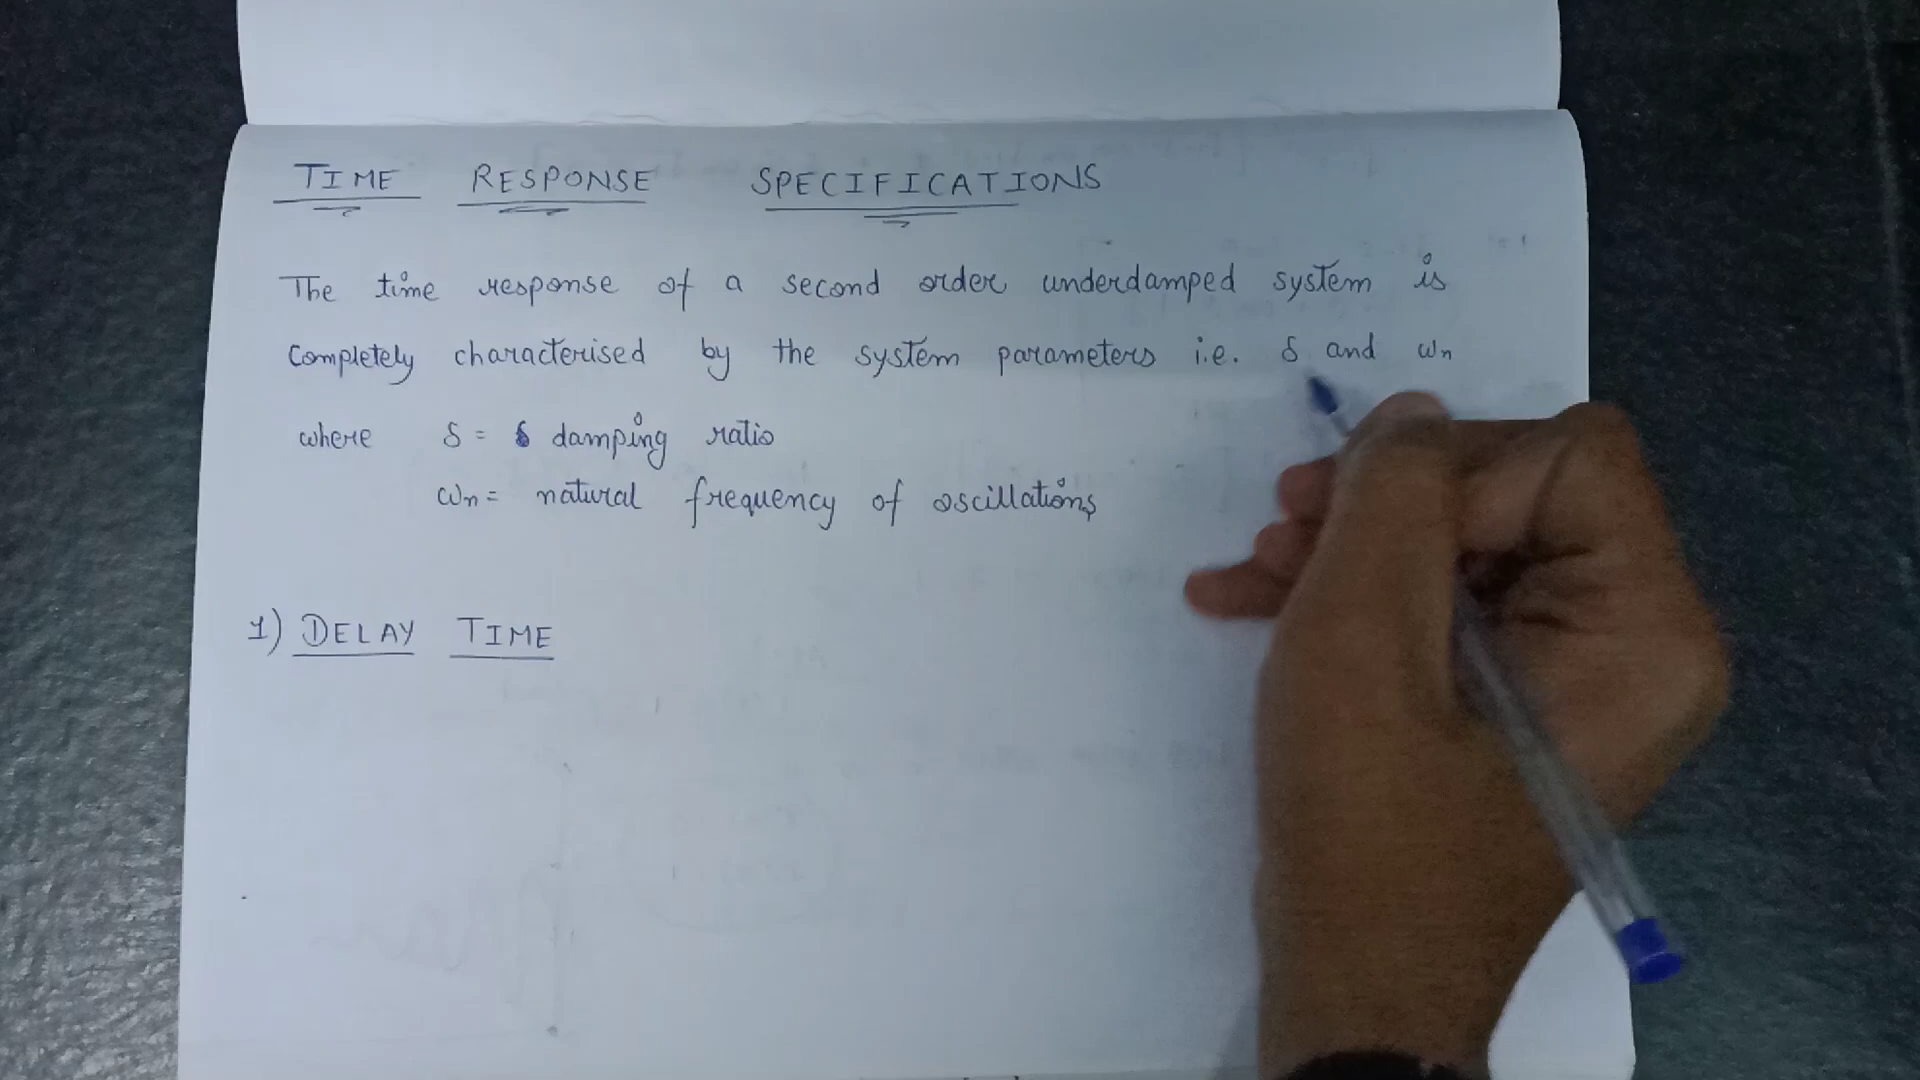 TIME RESPONSE SPECIFICATIONS
The time response of a second order underdamped system is
completely characterised by the system parameters i.e. δ and ωn
where δ = damping ratio
ωn = natural frequency of oscillations
1) DELAY TIME